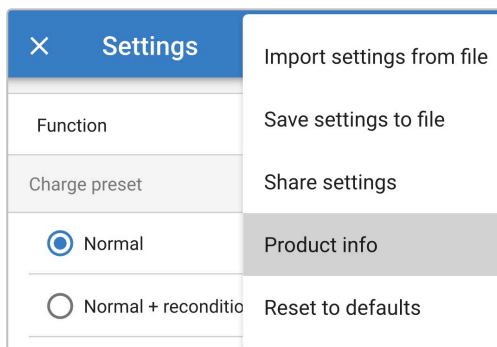 Settings
Import settings from file
Function
Save settings to file
Charge preset
Share settings
Normal
Product info
Normal + reconditio
Reset to defaults